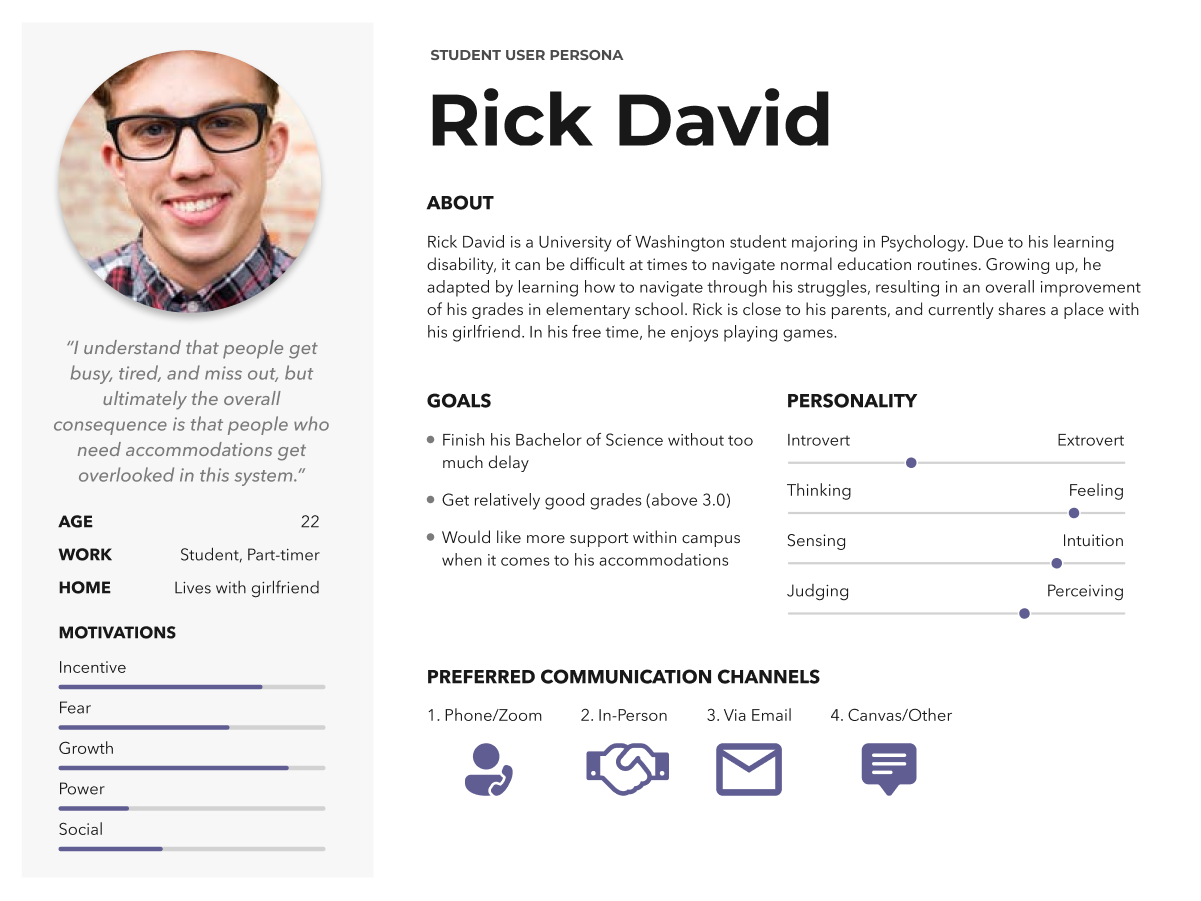 STUDENT USER PERSONA
Rick David
“I understand that people get
busy, tired, and miss out, but
ultimately the overall
consequence is that people who
need accommodations get
overlooked in this system.”
AGE 22
WORK Student, Part-timer
HOME Lives with girlfriend
MOTIVATIONS
Incentive
Fear
Growth
Power
Social
ABOUT
Rick David is a University of Washington student majoring in Psychology. Due to his learning
disability, it can be difficult at times to navigate normal education routines. Growing up, he
adapted by learning how to navigate through his struggles, resulting in an overall improvement
of his grades in elementary school. Rick is close to his parents, and currently shares a place with
his girlfriend. In his free time, he enjoys playing games.
GOALS
Finish his Bachelor of Science without too
much delay
Get relatively good grades (above 3.0)
Would like more support within campus
when it comes to his accommodations
PERSONALITY
Introvert Extrovert
Thinking Feeling
Sensing Intuition
Judging Perceiving
PREFERRED COMMUNICATION CHANNELS
1. Phone/Zoom 2. In-Person 3. Via Email 4. Canvas/Other